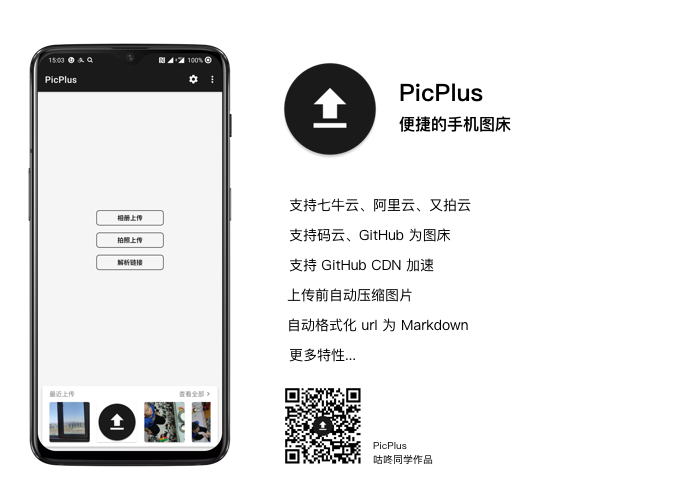 15:03
100%
PicPlus
相册上传
拍照上传
解析链接
最近上传
查看全部 >
PicPlus
便捷的手机图床
支持七牛云、阿里云、又拍云
支持码云、GitHub 为图床
支持 GitHub CDN 加速
上传前自动压缩图片
自动格式化 url 为 Markdown
更多特性...
PicPlus
咕咚同学作品